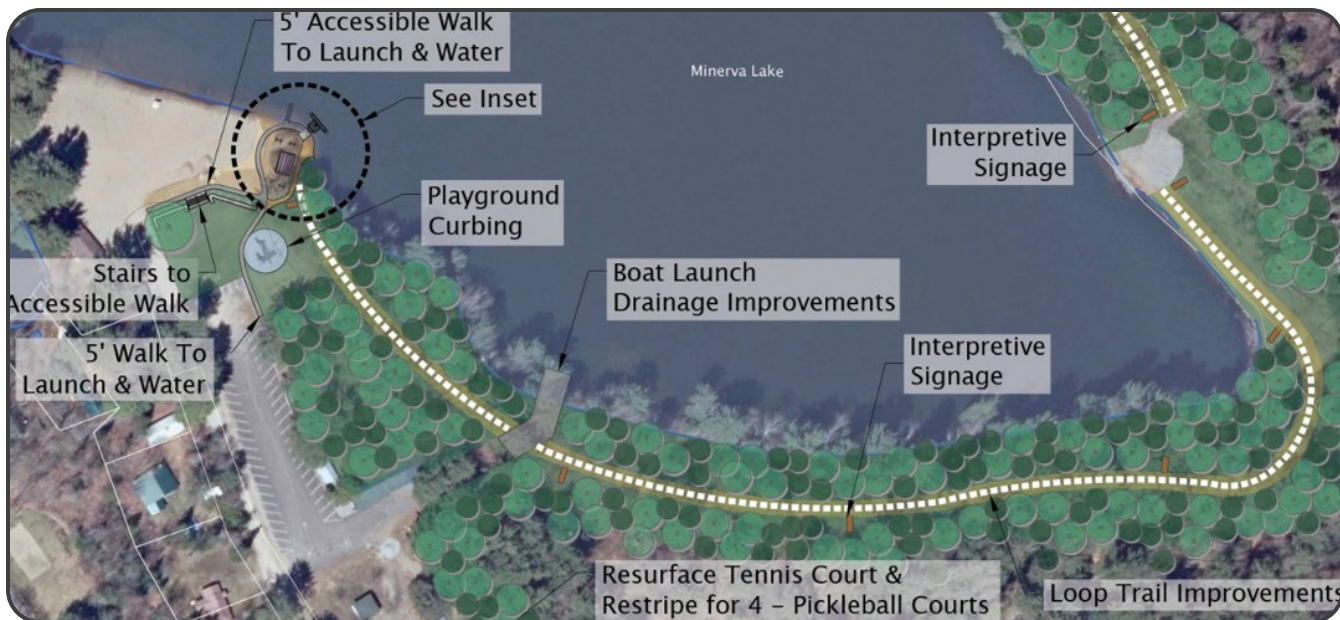 5' Accessible Walk
To Launch & Water
See Inset
Minerva Lake
Interpretive
Signage
Playground
Curbing
Stairs to
Accessible Walk
Boat Launch
Drainage Improvements
5' Walk To
Launch & Water
Interpretive
Signage
Resurface Tennis Court &
Restripe for 4 – Pickleball Courts
Loop Trail Improvements